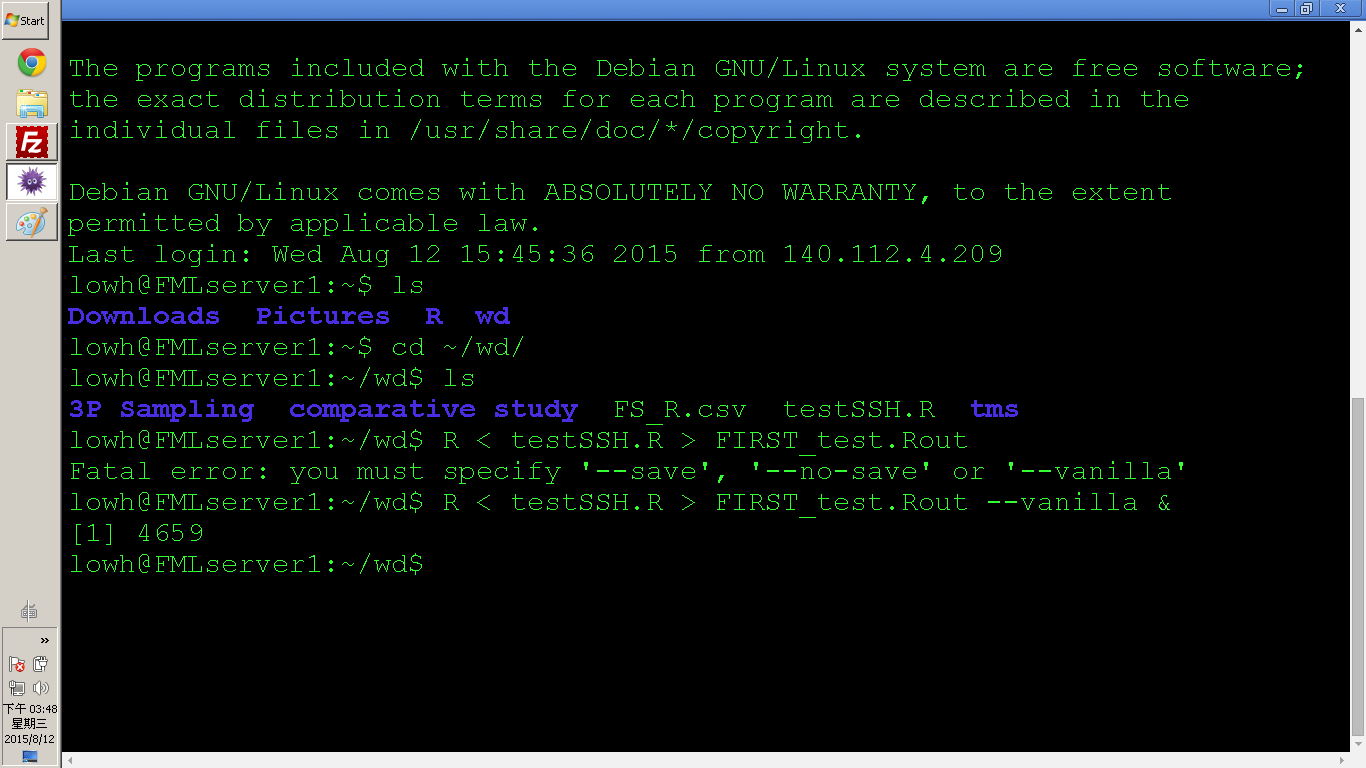 Start
The programs included with the Debian GNU/Linux system are free software;
the exact distribution terms for each program are described in the
individual files in /usr/share/doc/*/copyright.
Debian GNU/Linux comes with ABSOLUTELY NO WARRANTY, to the extent
permitted by applicable law.
Last login: Wed Aug 12 15:45:36 2015 from 140.112.4.209
lowh@FMLserver1:~$ ls
Downloads  Pictures  R  wd
lowh@FMLserver1:~$ cd ~/wd/
lowh@FMLserver1:~/wd$ ls
3P Sampling  comparative study  FS_R.csv  testSSH.R  tms
lowh@FMLserver1:~/wd$ R < testSSH.R > FIRST_test.Rout
Fatal error: you must specify '--save', '--no-save' or '--vanilla'
lowh@FMLserver1:~/wd$ R < testSSH.R > FIRST_test.Rout --vanilla &
[1] 4659
lowh@FMLserver1:~/wd$
Fz
下午 03:48
星期三
2015/8/12